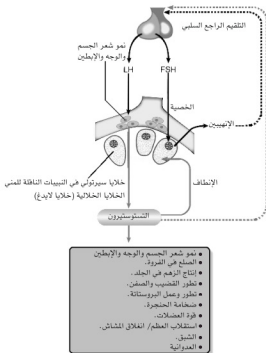 التلقيم الراجع السلبي
نمو شعر الجسم
والوجه والإبطين
LH
FSH
الخصية
الإنهيبين
خلايا سيرتولي في النبيبات الناقلة للمني
الخلايا الخلالية (خلايا لايدغ)
الإنطاف
التستوستيرون
• نمو شعر الجسم والوجه والإبطين
• الصلع في الفروة.
• إنتاج الزهم في الجلد.
• تطور القضيب والصفن.
• تطور وعمل البروستاتة.
• ضخامة الحنجرة.
• قوة العضلات.
• استقلاب العظم/ انغلاق المشاش.
• الشبق.
• العدوانية